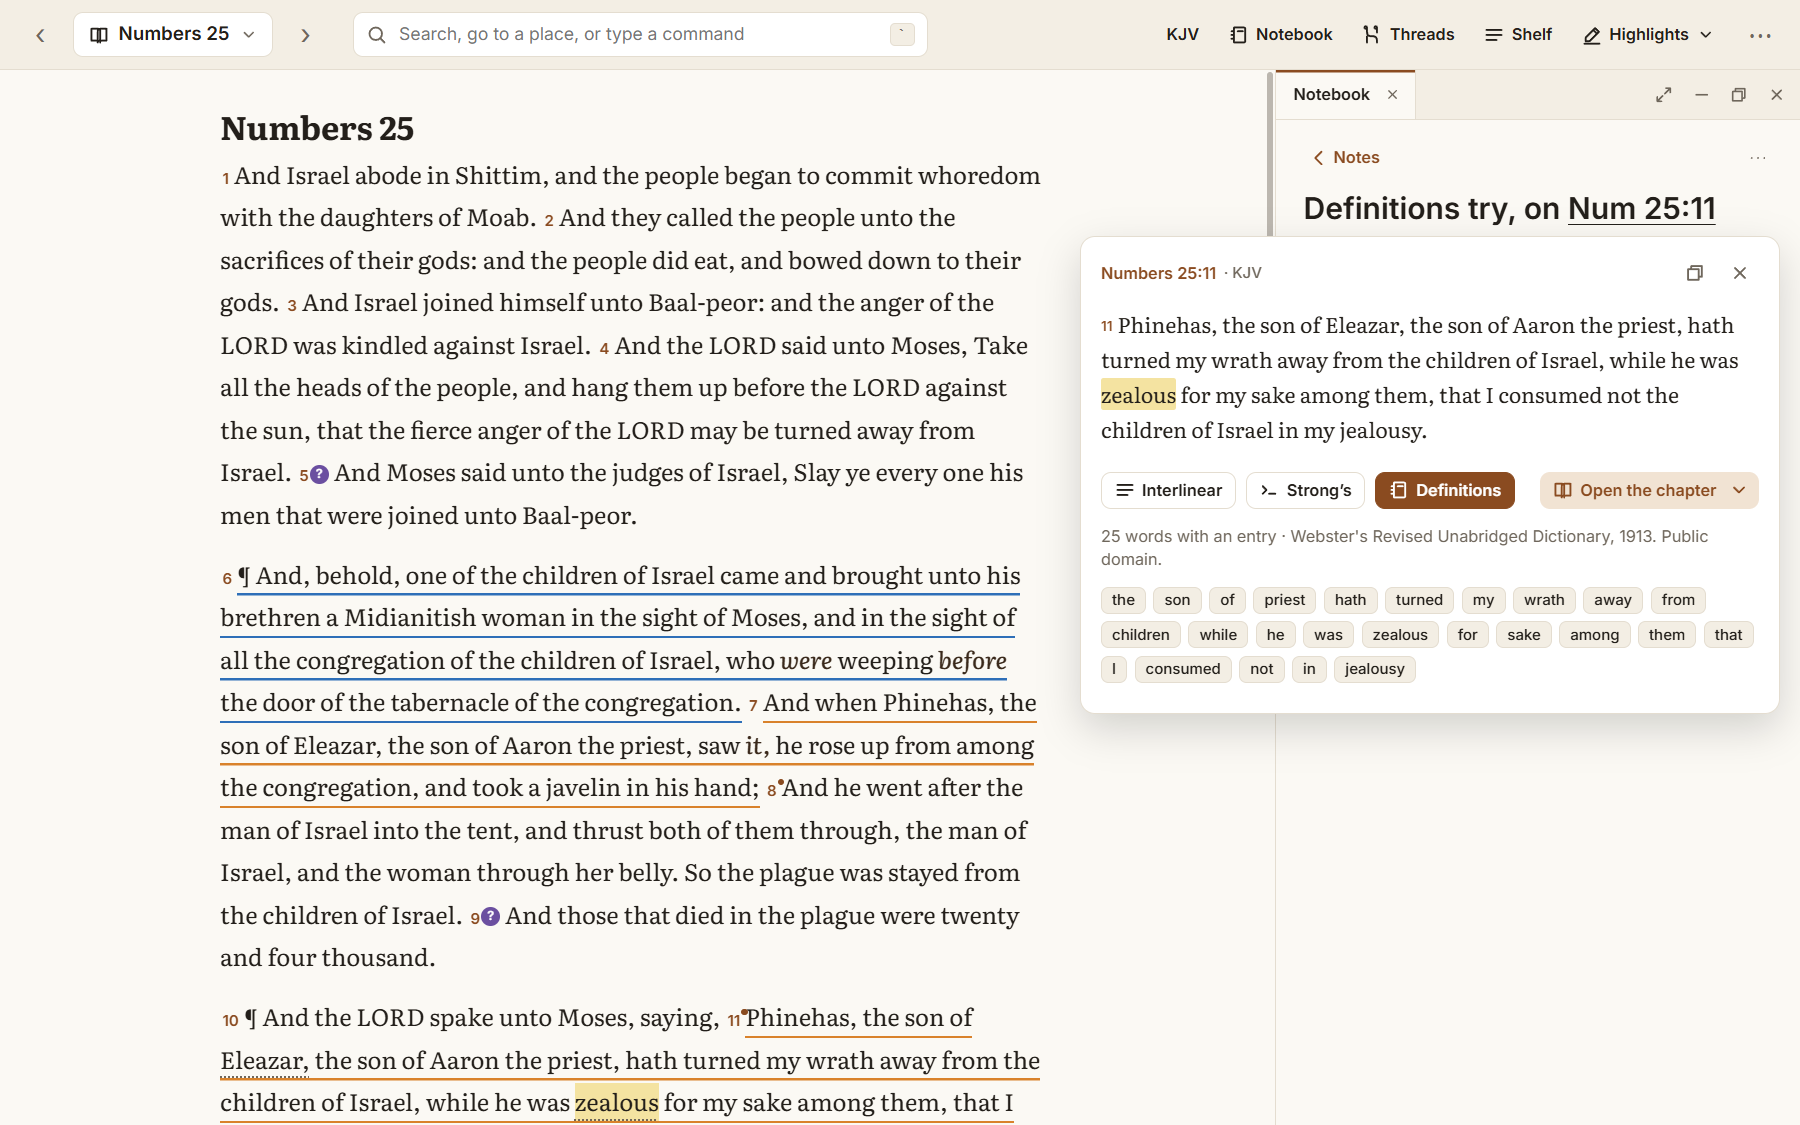 Numbers 25
Search, go to a place, or type a command
`
KJV
Notebook
Threads
Shelf
Highlights
Numbers 25
1 And Israel abode in Shittim, and the people began to commit whoredom
with the daughters of Moab. 2 And they called the people unto the
sacrifices of their gods: and the people did eat, and bowed down to their
gods. 3 And Israel joined himself unto Baal-peor: and the anger of the
LORD was kindled against Israel. 4 And the LORD said unto Moses, Take
all the heads of the people, and hang them up before the LORD against
the sun, that the fierce anger of the LORD may be turned away from
Israel. 5 ? And Moses said unto the judges of Israel, Slay ye every one his
men that were joined unto Baal-peor.
6 ¶ And, behold, one of the children of Israel came and brought unto his
brethren a Midianitish woman in the sight of Moses, and in the sight of
all the congregation of the children of Israel, who were weeping before
the door of the tabernacle of the congregation. 7 And when Phinehas, the
son of Eleazar, the son of Aaron the priest, saw it, he rose up from among
the congregation, and took a javelin in his hand; 8 And he went after the
man of Israel into the tent, and thrust both of them through, the man of
Israel, and the woman through her belly. So the plague was stayed from
the children of Israel. 9 ? And those that died in the plague were twenty
and four thousand.
10 ¶ And the LORD spake unto Moses, saying, 11 Phinehas, the son of
Eleazar, the son of Aaron the priest, hath turned my wrath away from the
children of Israel, while he was zealous for my sake among them, that I
Notebook
Notes
Definitions try, on Num 25:11
Numbers 25:11 · KJV
11 Phinehas, the son of Eleazar, the son of Aaron the priest, hath
turned my wrath away from the children of Israel, while he was
zealous for my sake among them, that I consumed not the
children of Israel in my jealousy.
Interlinear
Strong's
Definitions
Open the chapter
25 words with an entry · Webster's Revised Unabridged Dictionary, 1913. Public
domain.
the son of priest hath turned my wrath away from
children while he was zealous for sake among them that
I consumed not in jealousy